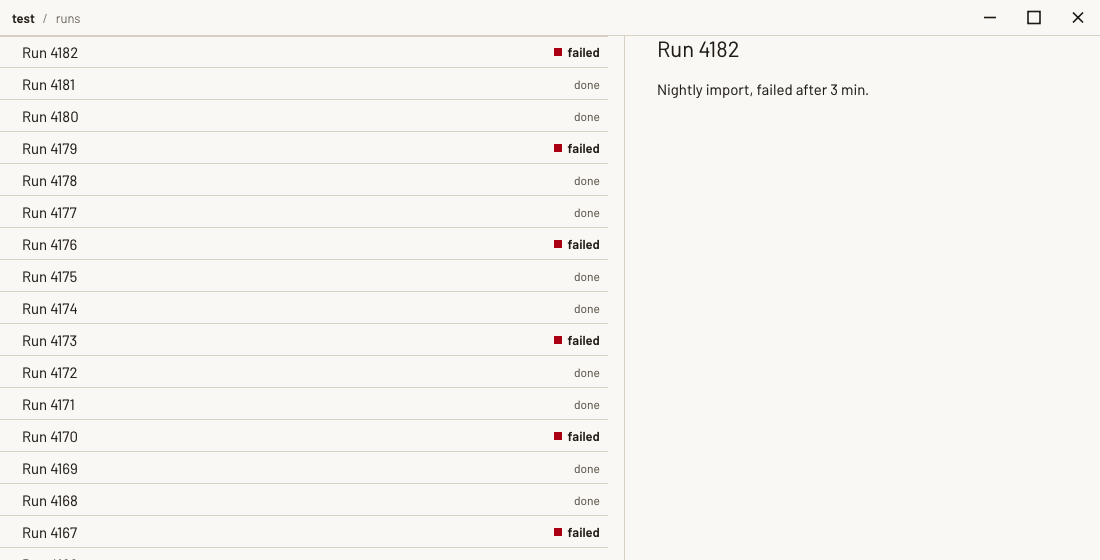 test / runs
Run 4182 failed
Run 4181 done
Run 4180 done
Run 4179 failed
Run 4178 done
Run 4177 done
Run 4176 failed
Run 4175 done
Run 4174 done
Run 4173 failed
Run 4172 done
Run 4171 done
Run 4170 failed
Run 4169 done
Run 4168 done
Run 4167 failed
Run 4182
Nightly import, failed after 3 min.